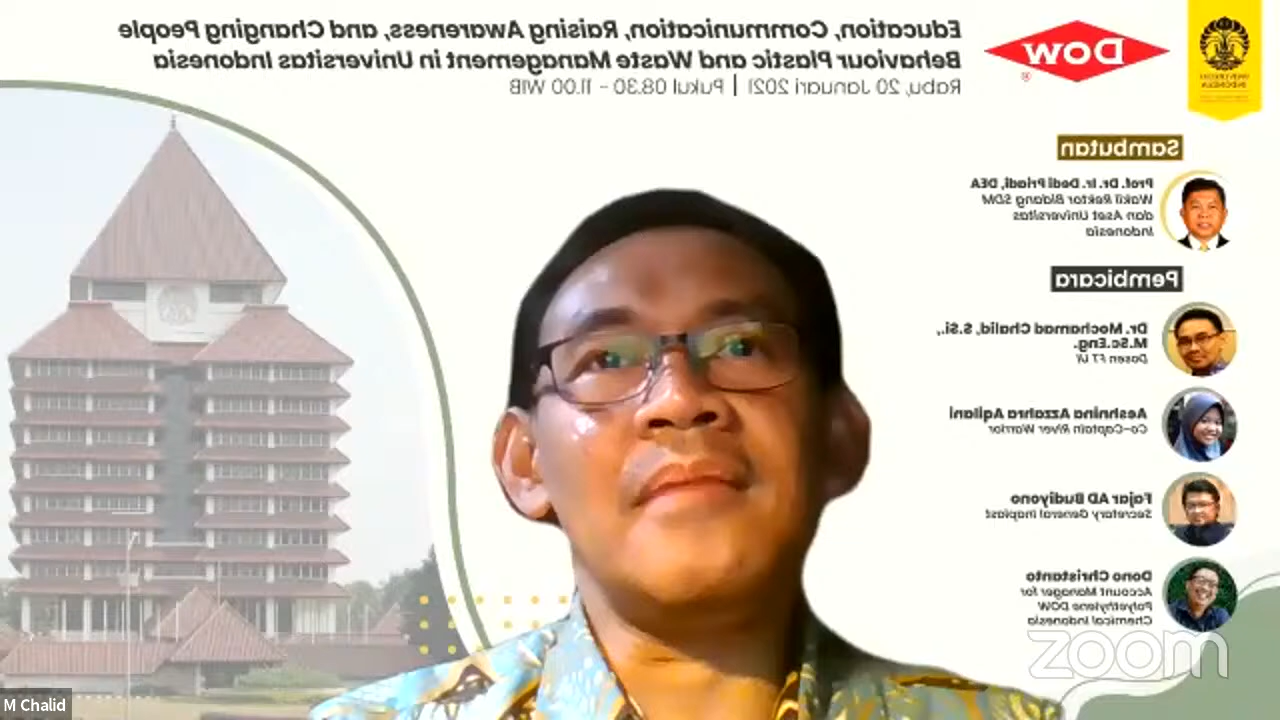 Education, Communication, Raising Awareness, and Changing People
Behaviour Plastic and Waste Management in Universitas Indonesia
Rabu, 20 Januari 2021 | Pukul 08.30 - 11.00 WIB
DOW
UNIVERSITAS
INDONESIA
Sambutan
Prof. Dr. Ir. Dedi Priadi, DEA
Wakil Rektor Bidang SDM
dan Aset Universitas
Indonesia
Pembicara
Dr. Mochamad Chalid, S.Si.,
M.Sc.Eng.
Dosen FT UI
Aeshnina Azzahra Aqilani
Co-Captain River Warrior
Fajar AD Budiyono
Secretary General Inaplast
Dono Christanto
Account Manager for
Polyethylene DOW
Chemical Indonesia
zoom
M Chalid